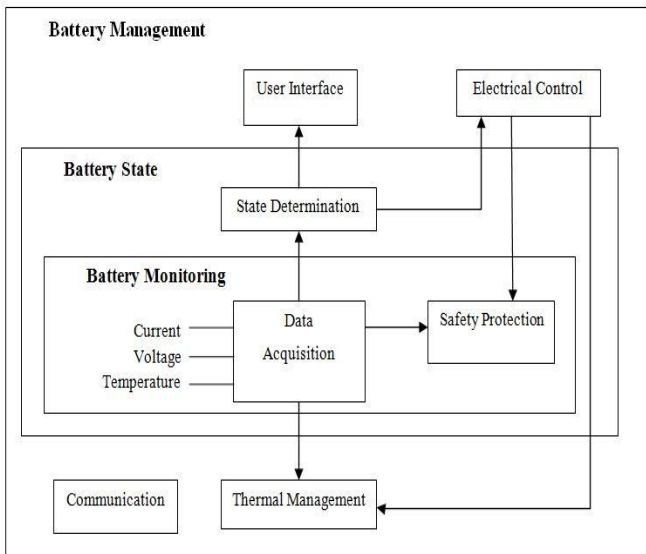 Battery Management
User Interface
Electrical Control
Battery State
State Determination
Battery Monitoring
Data
Acquisition
Safety Protection
Current
Voltage
Temperature
Communication
Thermal Management